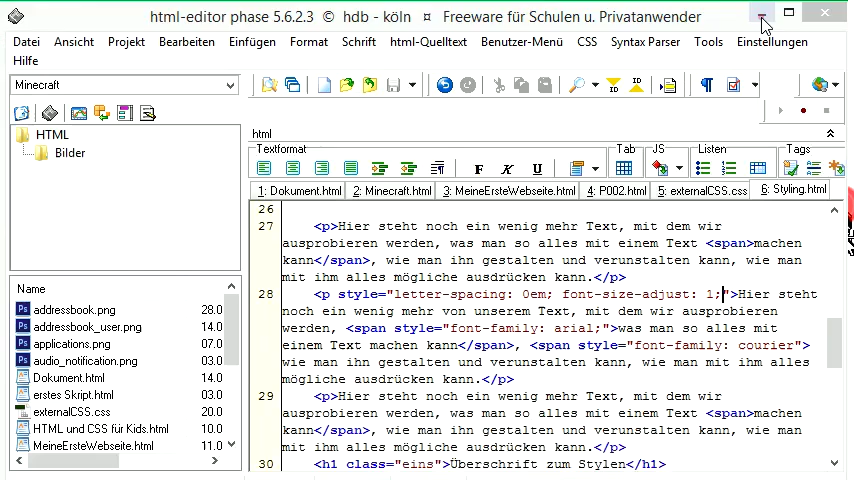 html-editor phase 5.6.2.3 © hdb - köln ¤ Freeware für Schulen u. Privatanwender
Datei Ansicht Projekt Bearbeiten Einfügen Format Schrift html-Quelltext Benutzer-Menü CSS Syntax Parser Tools Einstellungen
Hilfe
Minecraft
HTML
Bilder
html
Textformat Tab JS Listen Tags
F K U
1: Dokument.html 2: Minecraft.html 3: MeineErsteWebseite.html 4: P002.html 5: externalCSS.css 6: Styling.html
Name
addressbook.png 28.0
addressbook_user.png 14.0
applications.png 07.0
audio_notification.png 03.0
Dokument.html 14.0
erstes Skript.html 03.0
externalCSS.css 20.0
HTML und CSS für Kids.html 10.0
MeineErsteWebseite.html 11.0
26
27 <p>Hier steht noch ein wenig mehr Text, mit dem wir
ausprobieren werden, was man so alles mit einem Text <span>machen
kann</span>, wie man ihn gestalten und verunstalten kann, wie man
mit ihm alles mögliche ausdrücken kann.</p>
28 <p style="letter-spacing: 0em; font-size-adjust: 1;">Hier steht
noch ein wenig mehr von unserem Text, mit dem wir ausprobieren
werden, <span style="font-family: arial;">was man so alles mit
einem Text machen kann</span>, <span style="font-family: courier">
wie man ihn gestalten und verunstalten kann, wie man mit ihm alles
mögliche ausdrücken kann.</p>
29 <p>Hier steht noch ein wenig mehr Text, mit dem wir
ausprobieren werden, was man so alles mit einem Text <span>machen
kann</span>, wie man ihn gestalten und verunstalten kann, wie man
mit ihm alles mögliche ausdrücken kann.</p>
30 <h1 class="eins">Überschrift zum Stylen</h1>